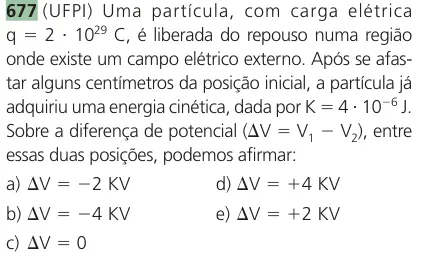 677 (UFPI) Uma partícula, com carga elétrica
q = 2 · 10²⁹ C, é liberada do repouso numa região
onde existe um campo elétrico externo. Após se afas-
tar alguns centímetros da posição inicial, a partícula já
adquiriu uma energia cinética, dada por K = 4 · 10⁻⁶ J.
Sobre a diferença de potencial (ΔV = V₁ − V₂), entre
essas duas posições, podemos afirmar:
a) ΔV = −2 KV d) ΔV = +4 KV
b) ΔV = −4 KV e) ΔV = +2 KV
c) ΔV = 0